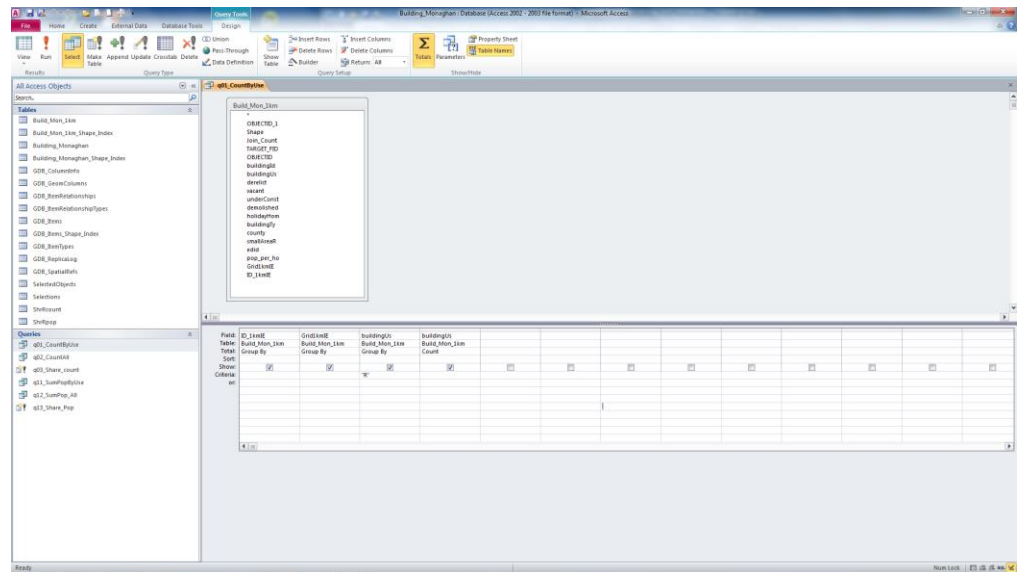 Query Tools
Building_Monaghan : Database (Access 2002 - 2003 file format) - Microsoft Access
File Home Create External Data Database Tools Design
View Run Select Make Table Append Update Crosstab Delete
Union
Pass-Through
Data Definition
Show Table
Insert Rows
Delete Rows
Builder
Insert Columns
Delete Columns
Return: All
Totals Parameters
Property Sheet
Table Names
Results Query Type Query Setup Show/Hide
All Access Objects
q01_CountByUse
Search..
Tables
Build_Mon_1km
Build_Mon_1km_Shape_Index
Building_Monaghan
Building_Monaghan_Shape_Index
GDB_ColumnInfo
GDB_GeomColumns
GDB_ItemRelationships
GDB_ItemRelationshipTypes
GDB_Items
GDB_Items_Shape_Index
GDB_ItemTypes
GDB_ReplicaLog
GDB_SpatialRefs
SelectedObjects
Selections
ShrRcount
ShrRpop
Queries
q01_CountByUse
q02_CountAll
q03_Share_count
q11_SumPopByUse
q12_SumPop_All
q13_Share_Pop
Build_Mon_1km
*
OBJECTID_1
Shape
Join_Count
TARGET_FID
OBJECTID
buildingId
buildingUs
derelict
vacant
underConst
demolished
holidayHom
buildingTy
county
smallAreaR
edid
pop_per_ho
Grid1kmIE
ID_1kmIE
Field: ID_1kmIE Grid1kmIE buildingUs buildingUs
Table: Build_Mon_1km Build_Mon_1km Build_Mon_1km Build_Mon_1km
Total: Group By Group By Group By Count
Sort:
Show:
Criteria:
or:
Ready
Num Lock